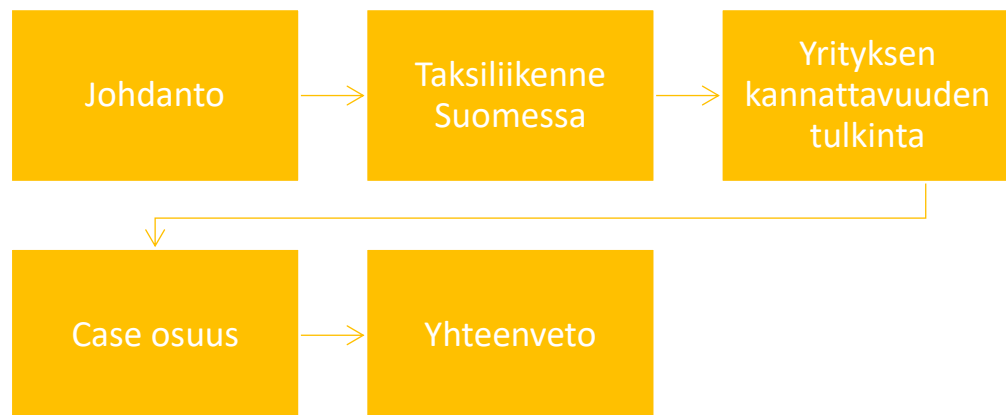 Johdanto
Taksiliikenne
Suomessa
Yrityksen
kannattavuuden
tulkinta
Case osuus
Yhteenveto